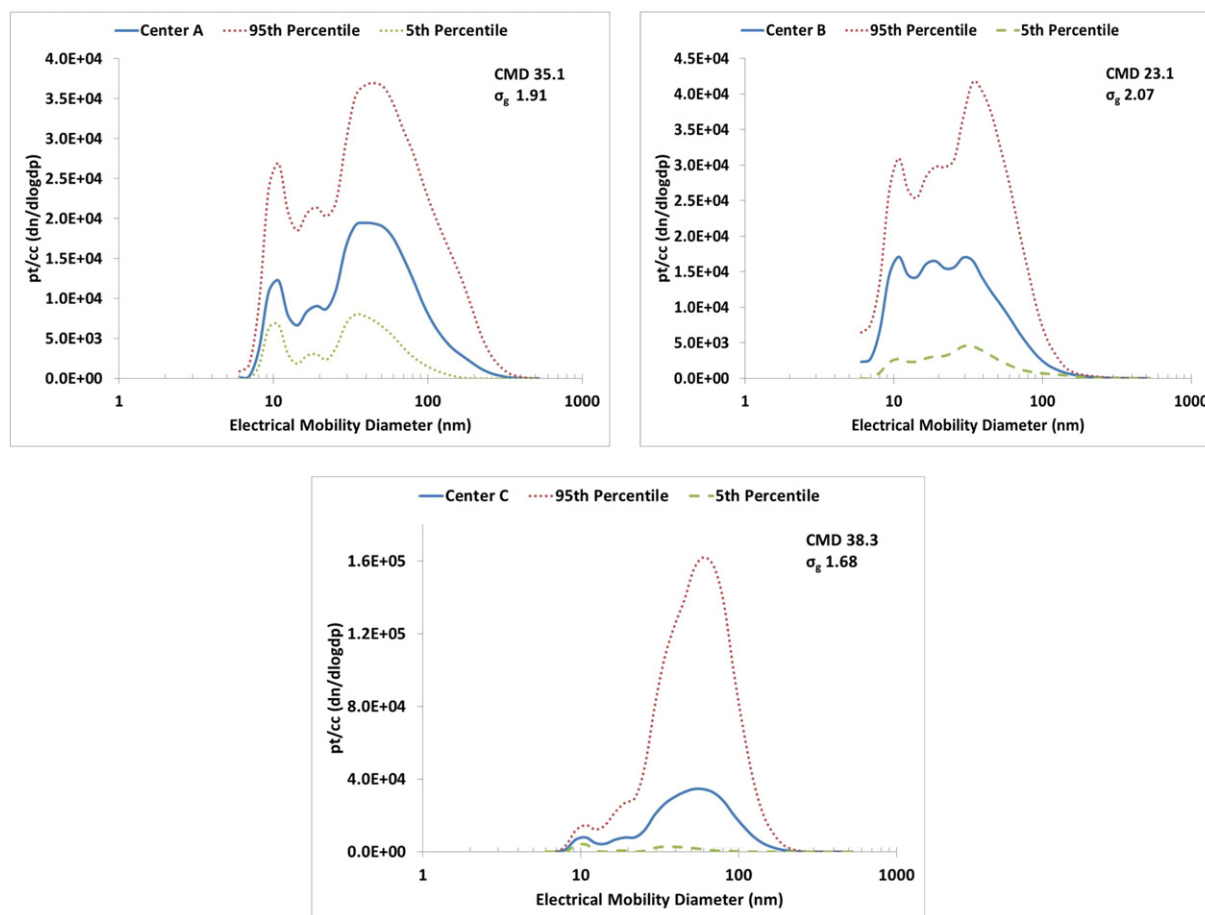 Center A 95th Percentile 5th Percentile
CMD 35.1
σg 1.91
pt/cc (dn/dlogdp)
4.0E+04
3.5E+04
3.0E+04
2.5E+04
2.0E+04
1.5E+04
1.0E+04
5.0E+03
0.0E+00
1 10 100 1000
Electrical Mobility Diameter (nm)
Center B 95th Percentile 5th Percentile
CMD 23.1
σg 2.07
pt/cc (dn/dlogdp)
4.5E+04
4.0E+04
3.5E+04
3.0E+04
2.5E+04
2.0E+04
1.5E+04
1.0E+04
5.0E+03
0.0E+00
1 10 100 1000
Electrical Mobility Diameter (nm)
Center C 95th Percentile 5th Percentile
CMD 38.3
σg 1.68
pt/cc (dn/dlogdp)
1.6E+05
1.2E+05
8.0E+04
4.0E+04
0.0E+00
1 10 100 1000
Electrical Mobility Diameter (nm)